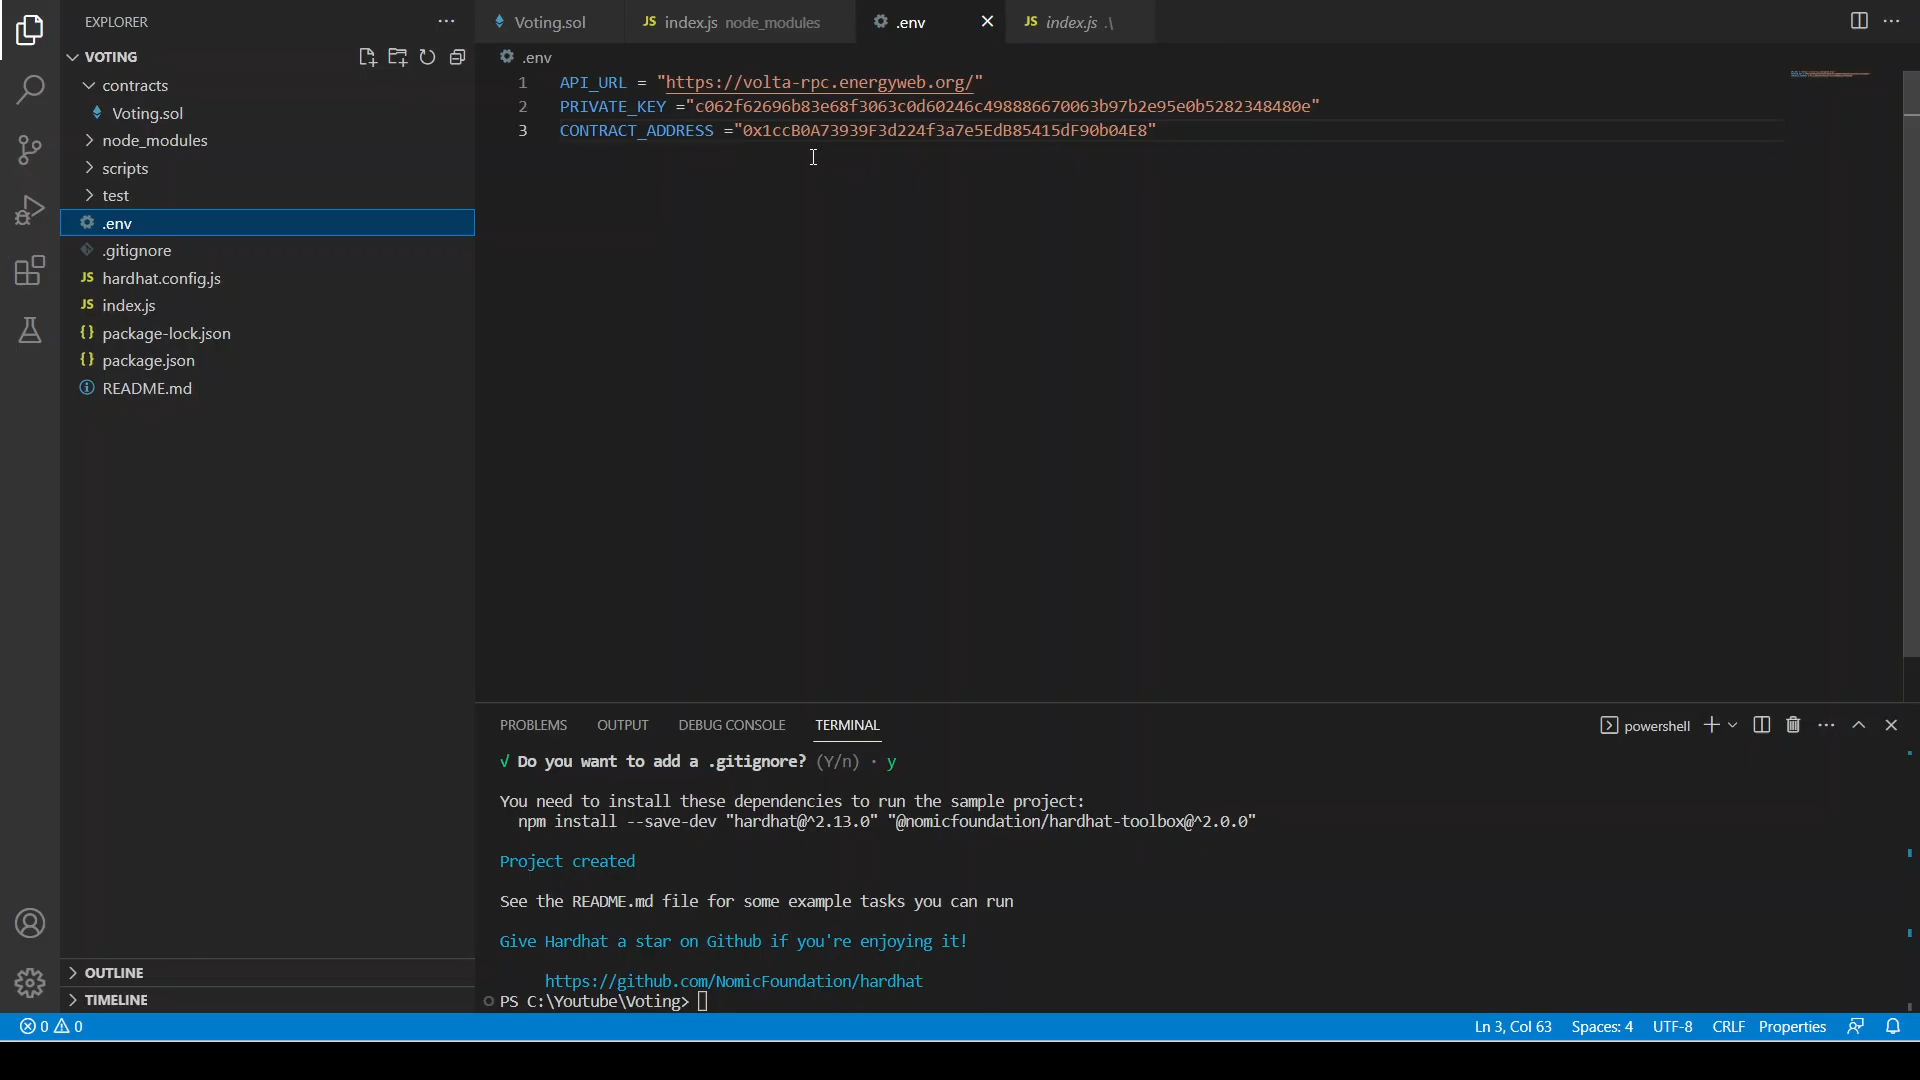 EXPLORER
VOTING
contracts
Voting.sol
node_modules
scripts
test
.env
.gitignore
JS hardhat.config.js
JS index.js
{} package-lock.json
{} package.json
README.md
OUTLINE
TIMELINE
Voting.sol
JS index.js node_modules
.env
JS index.js .\
.env
1 API_URL = "https://volta-rpc.energyweb.org/"
2 PRIVATE_KEY ="c062f62696b83e68f3063c0d60246c498886670063b97b2e95e0b5282348480e"
3 CONTRACT_ADDRESS ="0x1ccB0A73939F3d224f3a7e5EdB85415dF90b04E8"
PROBLEMS OUTPUT DEBUG CONSOLE TERMINAL
powershell
√ Do you want to add a .gitignore? (Y/n) · y
You need to install these dependencies to run the sample project:
npm install --save-dev "hardhat@^2.13.0" "@nomicfoundation/hardhat-toolbox@^2.0.0"
Project created
See the README.md file for some example tasks you can run
Give Hardhat a star on Github if you're enjoying it!
https://github.com/NomicFoundation/hardhat
PS C:\Youtube\Voting>
0 0
Ln 3, Col 63 Spaces: 4 UTF-8 CRLF Properties